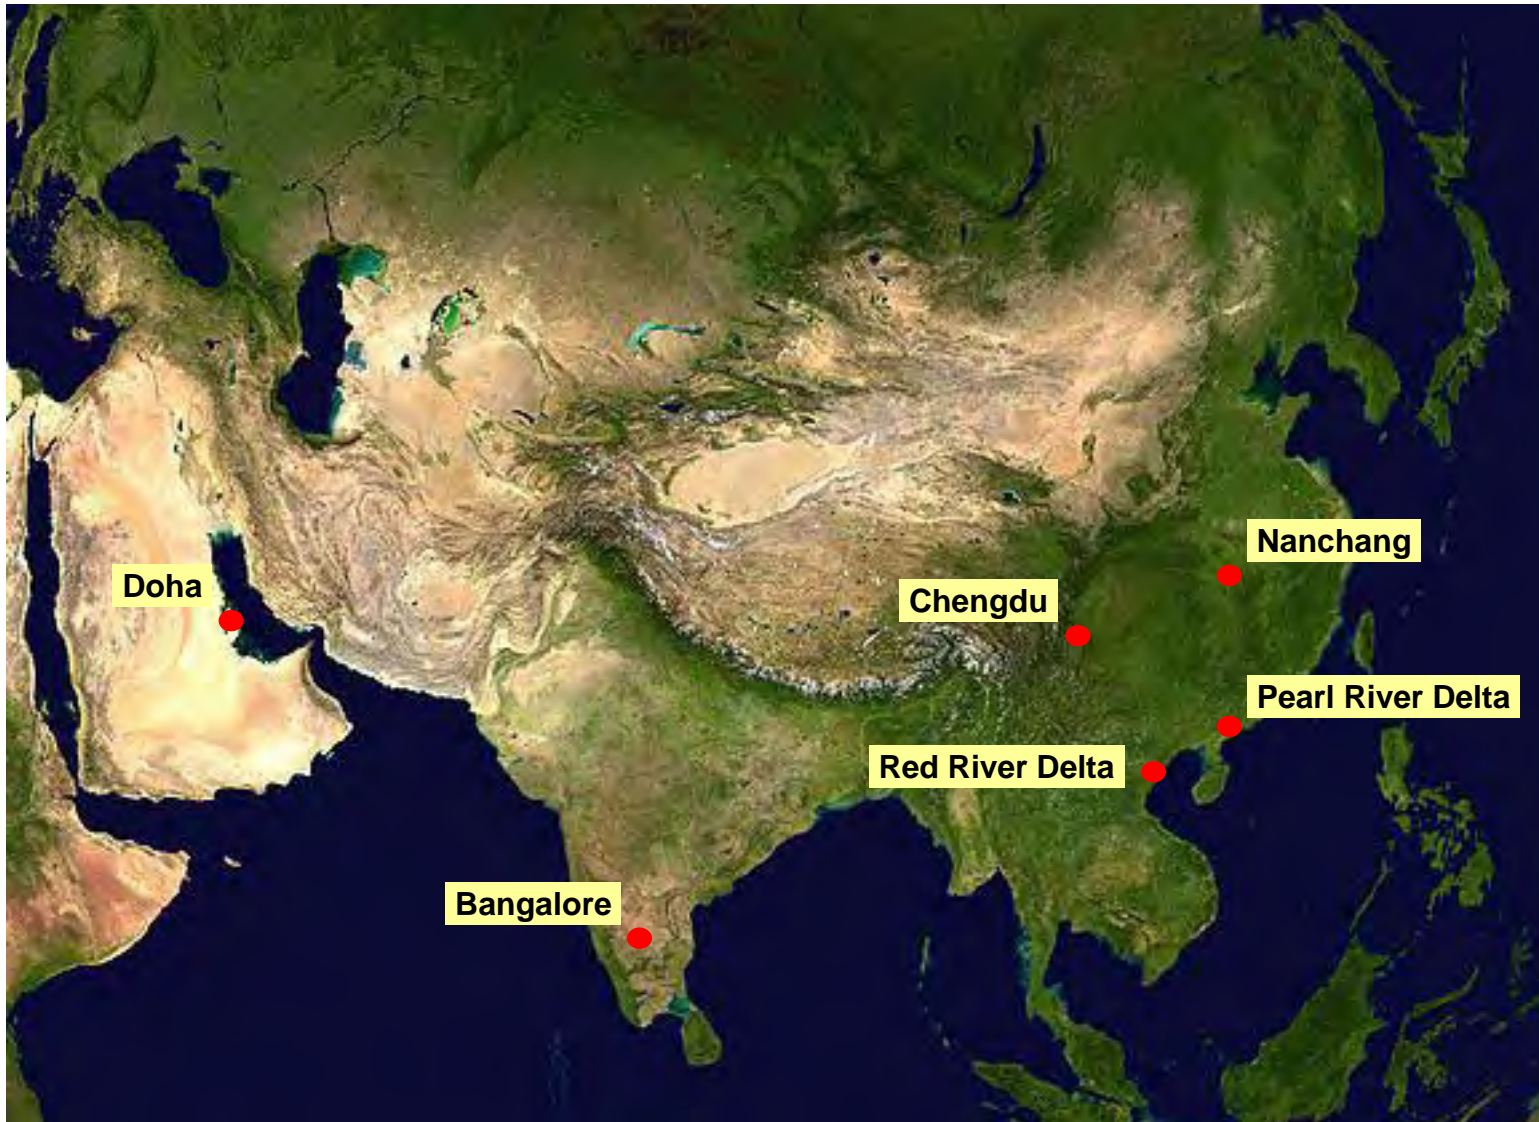 Nanchang
Doha
Chengdu
Pearl River Delta
Red River Delta
Bangalore